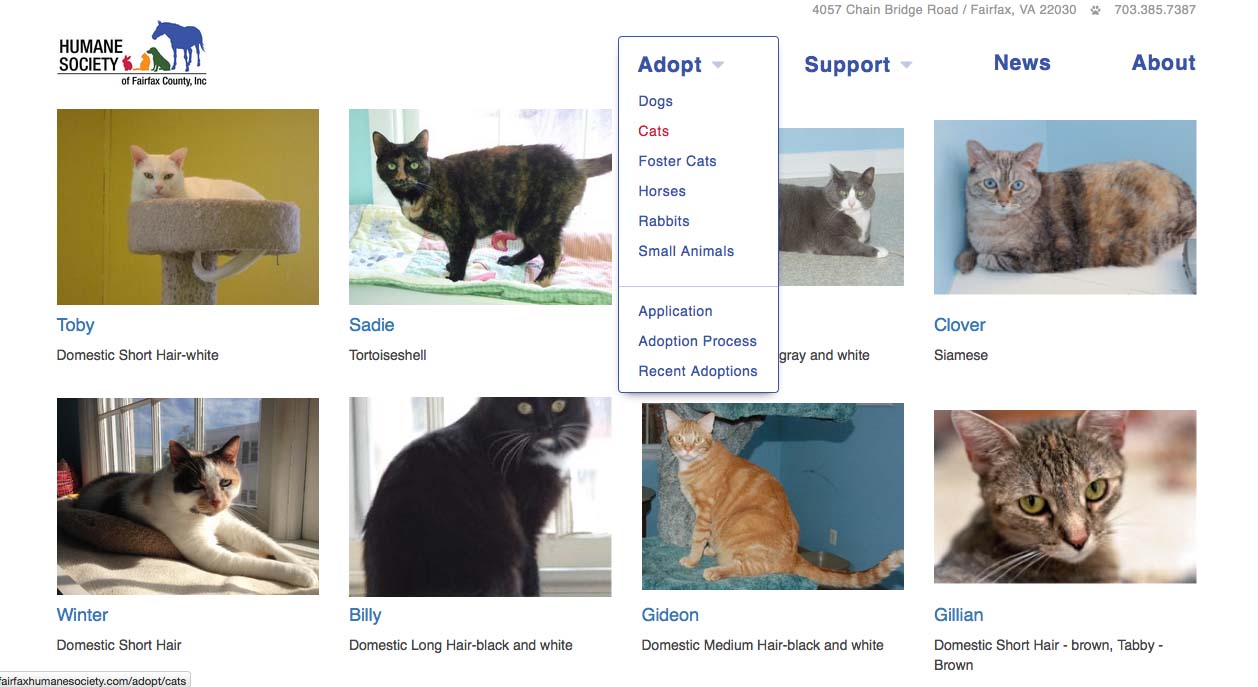 4057 Chain Bridge Road / Fairfax, VA 22030 703.385.7387
HUMANE
SOCIETY
of Fairfax County, Inc
Adopt
Support
News
About
Dogs
Cats
Foster Cats
Horses
Rabbits
Small Animals
Application
Adoption Process
Recent Adoptions
Toby
Domestic Short Hair-white
Sadie
Tortoiseshell
gray and white
Clover
Siamese
Winter
Domestic Short Hair
Billy
Domestic Long Hair-black and white
Gideon
Domestic Medium Hair-black and white
Gillian
Domestic Short Hair - brown, Tabby -
Brown
fairfaxhumanesociety.com/adopt/cats